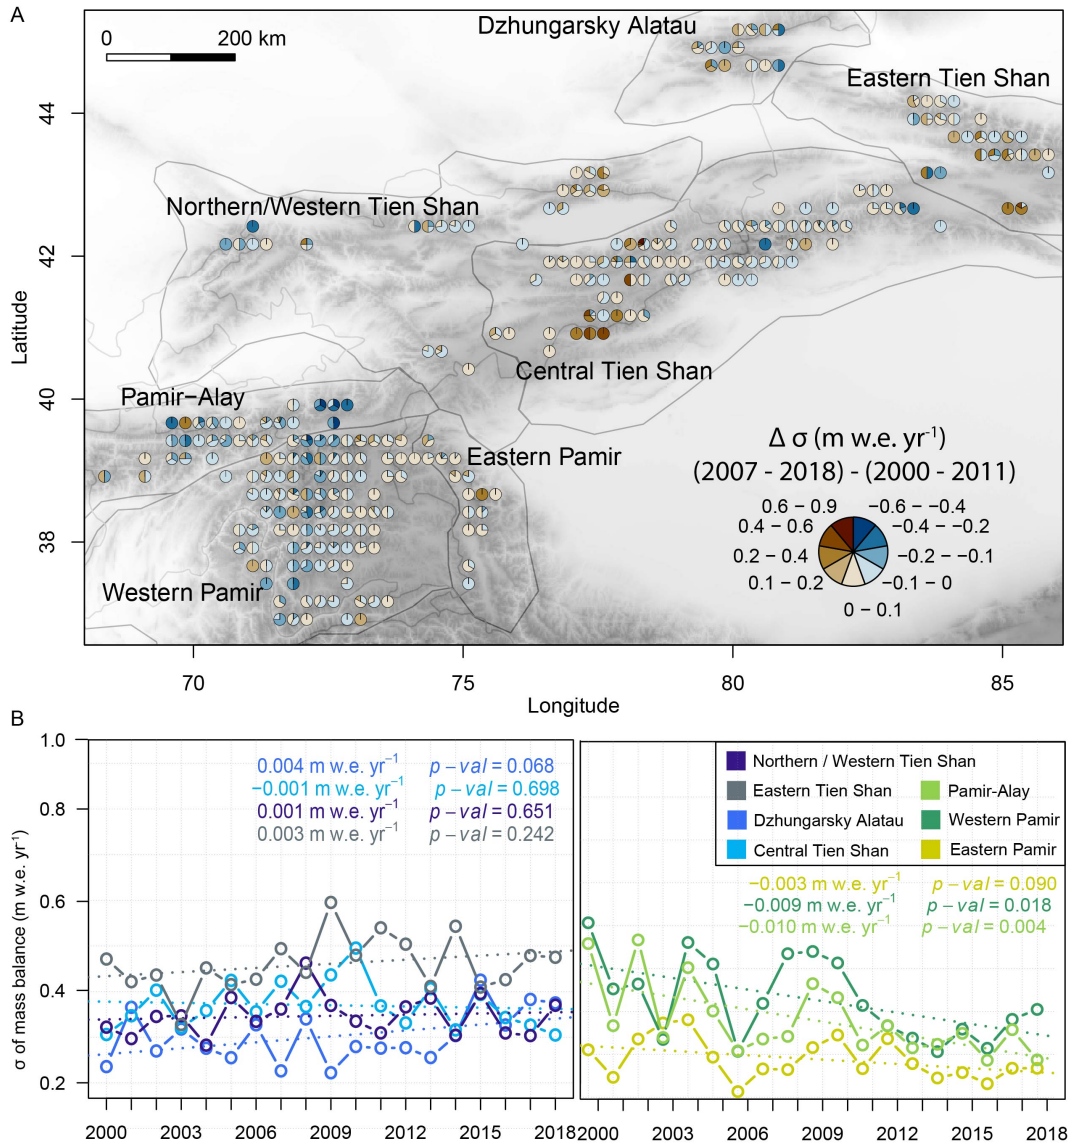 A
0 200 km
Dzhungarsky Alatau
Eastern Tien Shan
Northern/Western Tien Shan
Central Tien Shan
Pamir−Alay
Eastern Pamir
Western Pamir
Δ σ (m w.e. yr⁻¹)
(2007 - 2018) - (2000 - 2011)
0.6 − 0.9 −0.6 − −0.4
0.4 − 0.6 −0.4 − −0.2
0.2 − 0.4 −0.2 − −0.1
0.1 − 0.2 −0.1 − 0
0 − 0.1
44
42
40
38
Latitude
70 75 80 85
Longitude
B
1.0
0.8
0.6
0.4
0.2
σ of mass balance (m w.e. yr⁻¹)
0.004 m w.e. yr⁻¹ p − val = 0.068
−0.001 m w.e. yr⁻¹ p − val = 0.698
0.001 m w.e. yr⁻¹ p − val = 0.651
0.003 m w.e. yr⁻¹ p − val = 0.242
Northern / Western Tien Shan
Eastern Tien Shan Pamir-Alay
Dzhungarsky Alatau Western Pamir
Central Tien Shan Eastern Pamir
−0.003 m w.e. yr⁻¹ p − val = 0.090
−0.009 m w.e. yr⁻¹ p − val = 0.018
−0.010 m w.e. yr⁻¹ p − val = 0.004
2000 2003 2006 2009 2012 2015 2018
2000 2003 2006 2009 2012 2015 2018